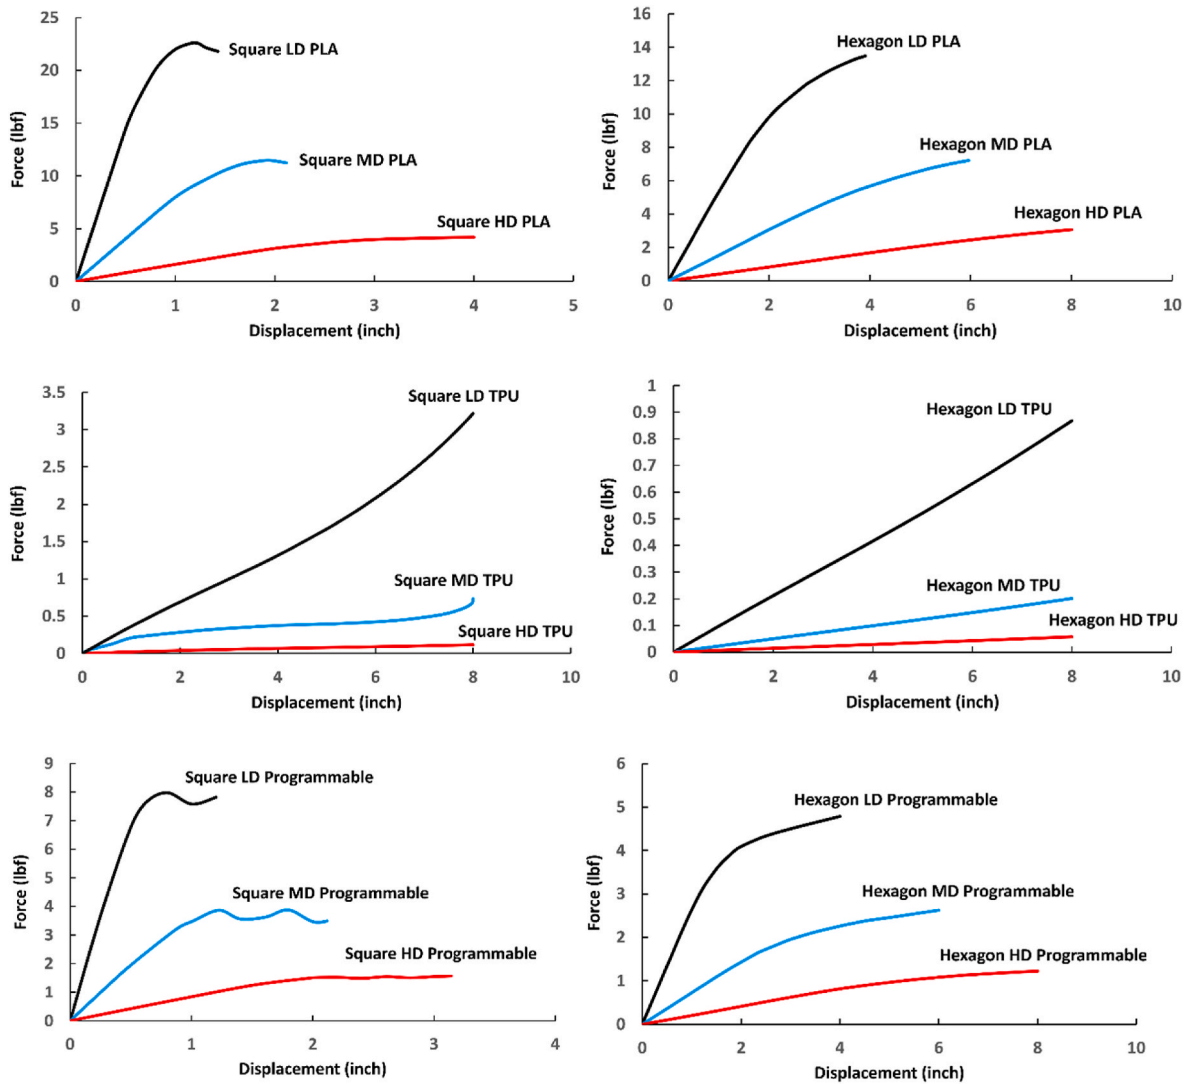 25
20
15
10
5
0
Force (lbf)
Square LD PLA
Square MD PLA
Square HD PLA
0 1 2 3 4 5
Displacement (inch)
16
14
12
10
8
6
4
2
0
Force (lbf)
Hexagon LD PLA
Hexagon MD PLA
Hexagon HD PLA
0 2 4 6 8 10
Displacement (inch)
3.5
3
2.5
2
1.5
1
0.5
0
Force (lbf)
Square LD TPU
Square MD TPU
Square HD TPU
0 2 4 6 8 10
Displacement (inch)
1
0.9
0.8
0.7
0.6
0.5
0.4
0.3
0.2
0.1
0
Force (lbf)
Hexagon LD TPU
Hexagon MD TPU
Hexagon HD TPU
0 2 4 6 8 10
Displacement (inch)
9
8
7
6
5
4
3
2
1
0
Force (lbf)
Square LD Programmable
Square MD Programmable
Square HD Programmable
0 1 2 3 4
Displacement (inch)
6
5
4
3
2
1
0
Force (lbf)
Hexagon LD Programmable
Hexagon MD Programmable
Hexagon HD Programmable
0 2 4 6 8 10
Displacement (inch)